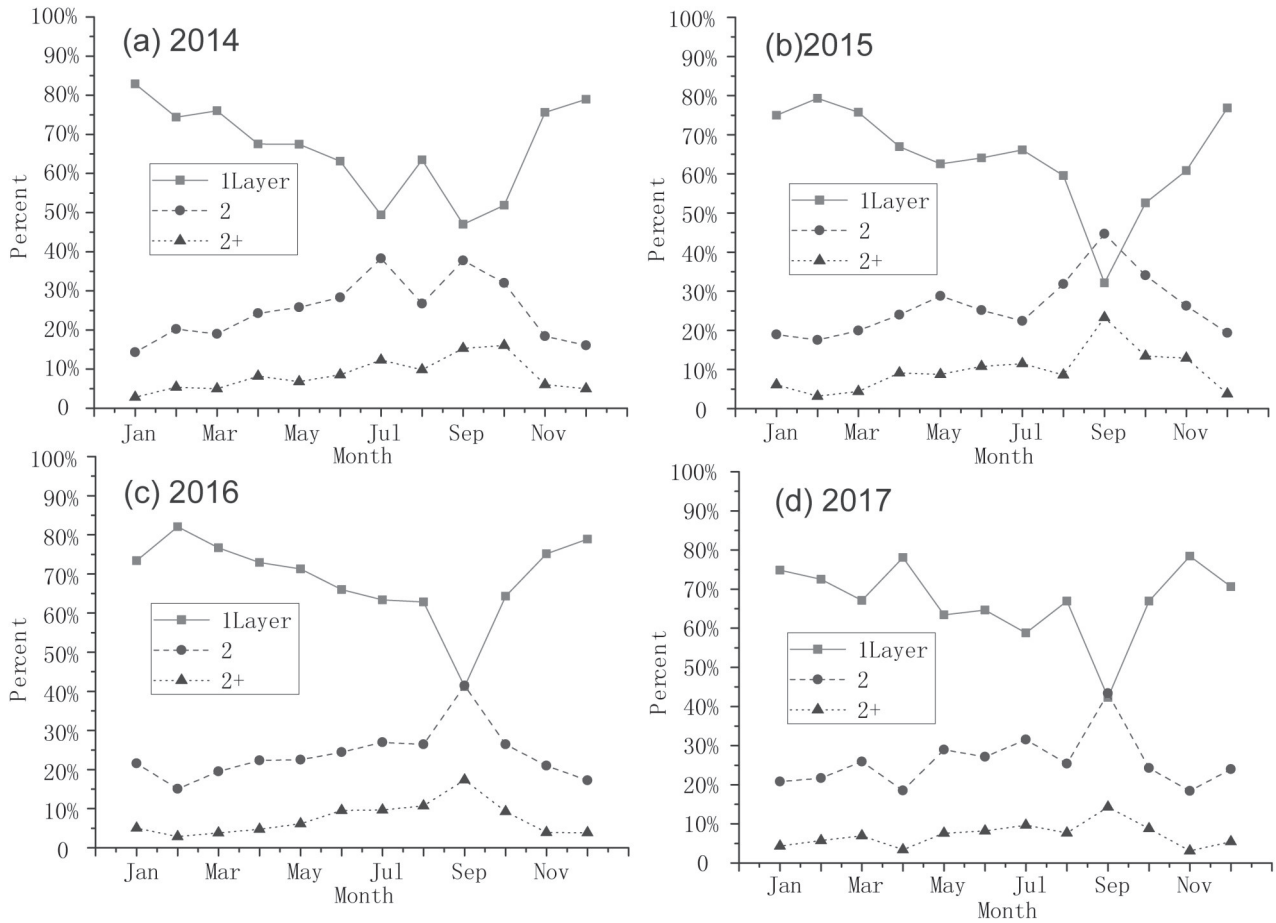 (a) 2014
100%
90%
80%
70%
60%
50%
40%
30%
20%
10%
0
Percent
1Layer
2
2+
Jan Mar May Jul Sep Nov
Month
(b)2015
100%
90%
80%
70%
60%
50%
40%
30%
20%
10%
0
Percent
1Layer
2
2+
Jan Mar May Jul Sep Nov
Month
(c) 2016
100%
90%
80%
70%
60%
50%
40%
30%
20%
10%
0
Percent
1Layer
2
2+
Jan Mar May Jul Sep Nov
Month
(d) 2017
100%
90%
80%
70%
60%
50%
40%
30%
20%
10%
0
Percent
1Layer
2
2+
Jan Mar May Jul Sep Nov
Month